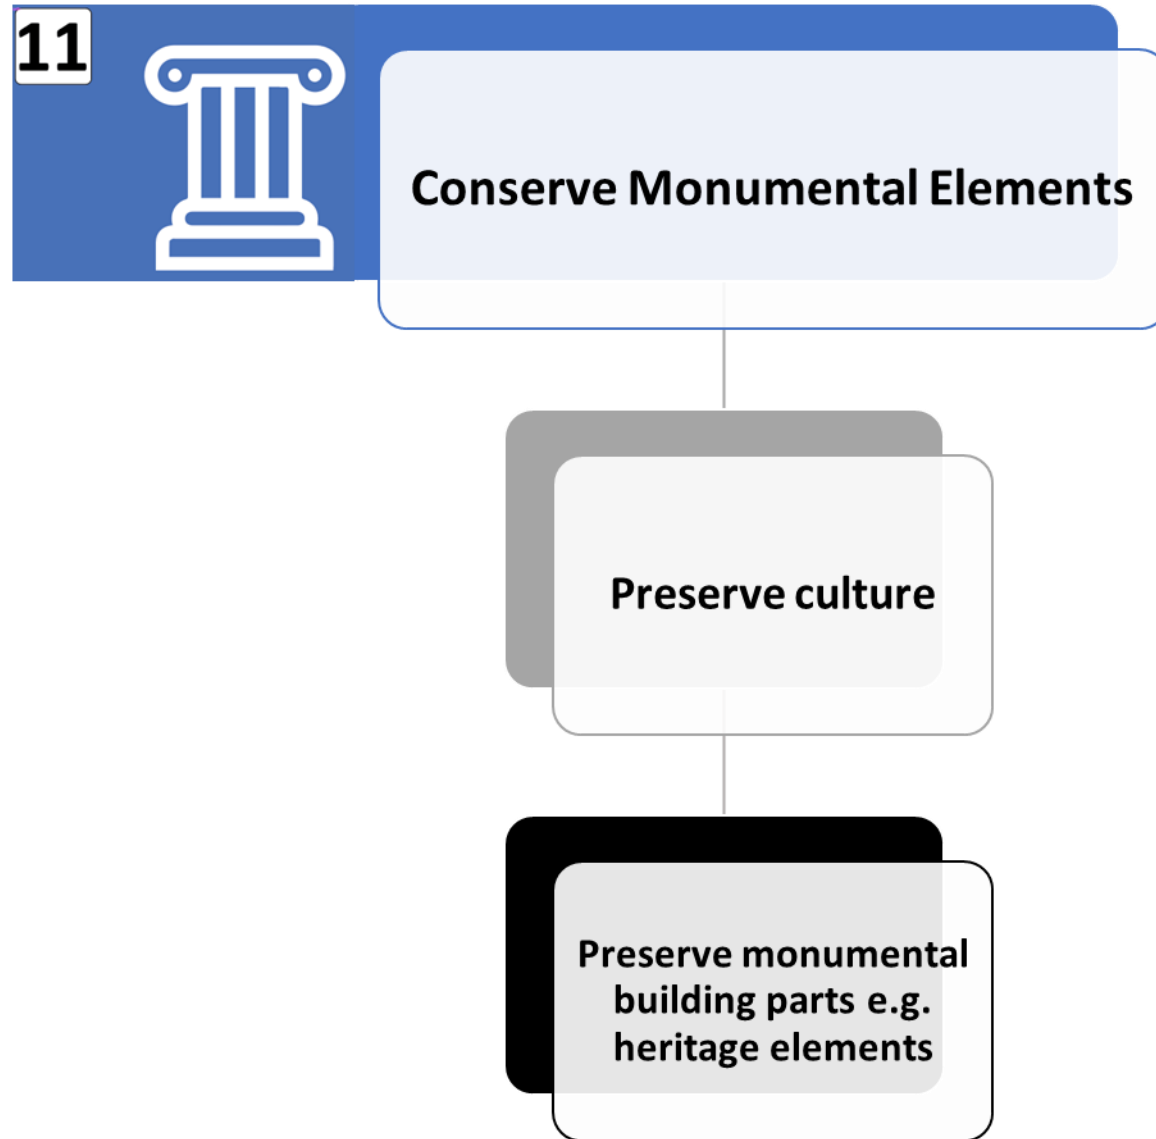 11
Conserve Monumental Elements
Preserve culture
Preserve monumental
building parts e.g.
heritage elements